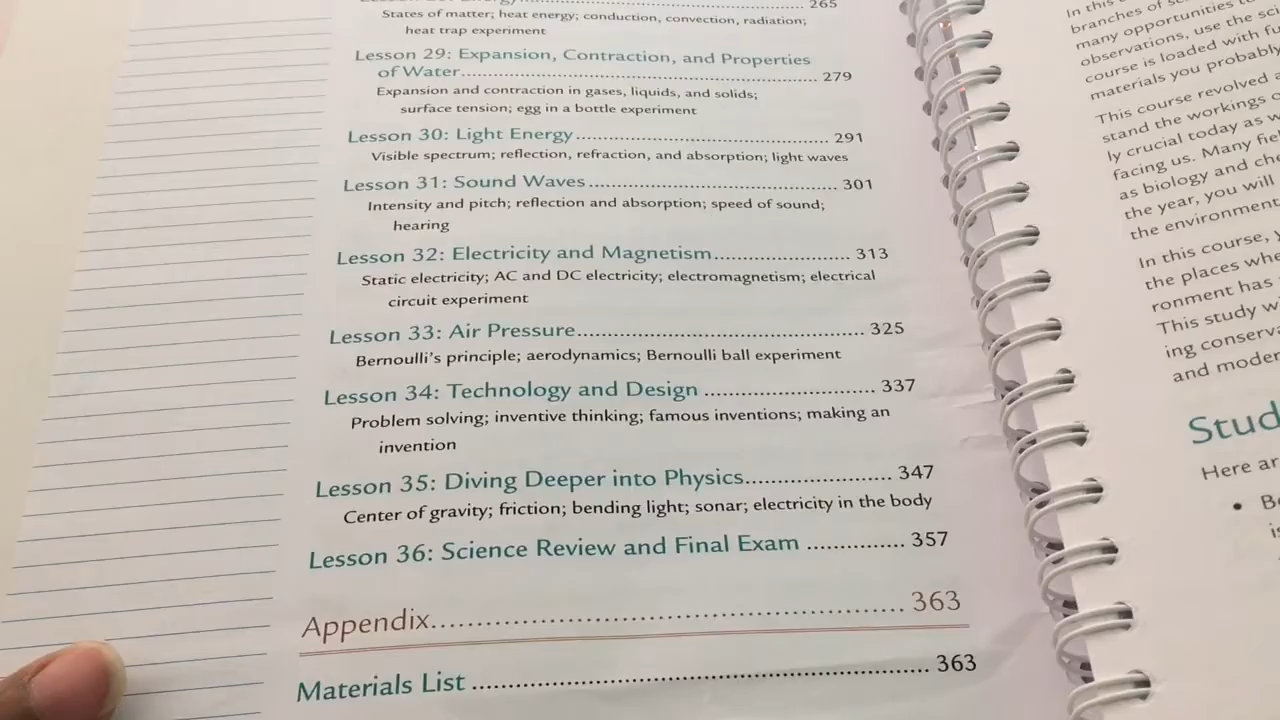 265
States of matter; heat energy; conduction, convection, radiation;
heat trap experiment
Lesson 29: Expansion, Contraction, and Properties
of Water........................ 279
Expansion and contraction in gases, liquids, and solids;
surface tension; egg in a bottle experiment
Lesson 30: Light Energy........................ 291
Visible spectrum; reflection, refraction, and absorption; light waves
Lesson 31: Sound Waves........................ 301
Intensity and pitch; reflection and absorption; speed of sound;
hearing
Lesson 32: Electricity and Magnetism........................ 313
Static electricity; AC and DC electricity; electromagnetism; electrical
circuit experiment
Lesson 33: Air Pressure........................ 325
Bernoulli's principle; aerodynamics; Bernoulli ball experiment
Lesson 34: Technology and Design ........................ 337
Problem solving; inventive thinking; famous inventions; making an
invention
Lesson 35: Diving Deeper into Physics........................ 347
Center of gravity; friction; bending light; sonar; electricity in the body
Lesson 36: Science Review and Final Exam .............. 357
Appendix........................ 363
Materials List ........................ 363
In this
branches of
many opportunities
observations, use the
course is loaded with
materials you probably
This course revolved
stand the workings
ly crucial today as
facing us. Many
as biology and
the year, you will
the environment
In this course,
the places
ronment has
This study
ing
and
Here
•